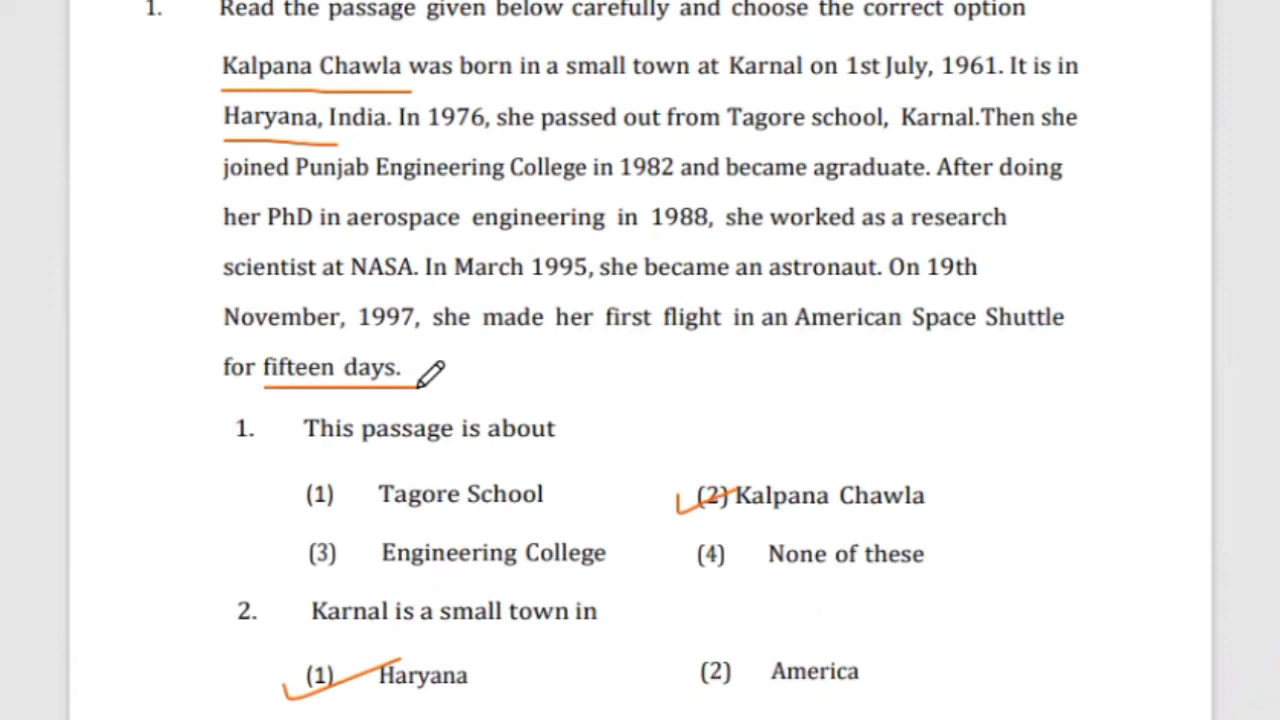 1. Read the passage given below carefully and choose the correct option
Kalpana Chawla was born in a small town at Karnal on 1st July, 1961. It is in
Haryana, India. In 1976, she passed out from Tagore school, Karnal.Then she
joined Punjab Engineering College in 1982 and became agraduate. After doing
her PhD in aerospace engineering in 1988, she worked as a research
scientist at NASA. In March 1995, she became an astronaut. On 19th
November, 1997, she made her first flight in an American Space Shuttle
for fifteen days.
1. This passage is about
(1) Tagore School (2) Kalpana Chawla
(3) Engineering College (4) None of these
2. Karnal is a small town in
(1) Haryana (2) America